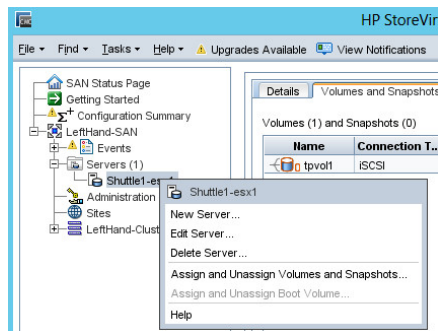 HP StoreVir
File Find Tasks Help Upgrades Available View Notifications
SAN Status Page
Getting Started
Configuration Summary
LeftHand-SAN
Events
Servers (1)
Shuttle1-esx1
Administration
Sites
LeftHand-Clust
Details Volumes and Snapshots
Volumes (1) and Snapshots (0)
Name Connection T...
tpvol1 iSCSI
Shuttle1-esx1
New Server...
Edit Server...
Delete Server...
Assign and Unassign Volumes and Snapshots...
Assign and Unassign Boot Volume...
Help